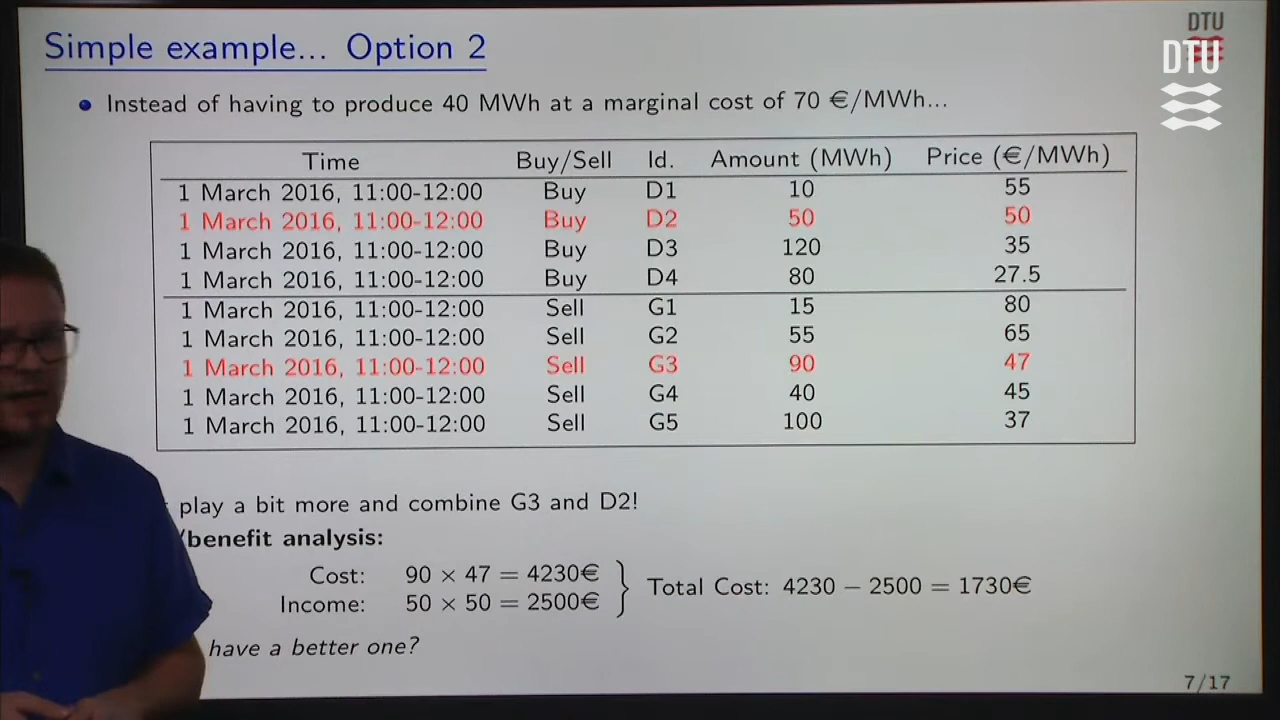 DTU
DTU
Simple example... Option 2
Instead of having to produce 40 MWh at a marginal cost of 70 €/MWh...
Time Buy/Sell Id. Amount (MWh) Price (€/MWh)
1 March 2016, 11:00-12:00 Buy D1 10 55
1 March 2016, 11:00-12:00 Buy D2 50 50
1 March 2016, 11:00-12:00 Buy D3 120 35
1 March 2016, 11:00-12:00 Buy D4 80 27.5
1 March 2016, 11:00-12:00 Sell G1 15 80
1 March 2016, 11:00-12:00 Sell G2 55 65
1 March 2016, 11:00-12:00 Sell G3 90 47
1 March 2016, 11:00-12:00 Sell G4 40 45
1 March 2016, 11:00-12:00 Sell G5 100 37
play a bit more and combine G3 and D2!
/benefit analysis:
Cost: 90 × 47 = 4230€
Income: 50 × 50 = 2500€
Total Cost: 4230 − 2500 = 1730€
have a better one?
7/17